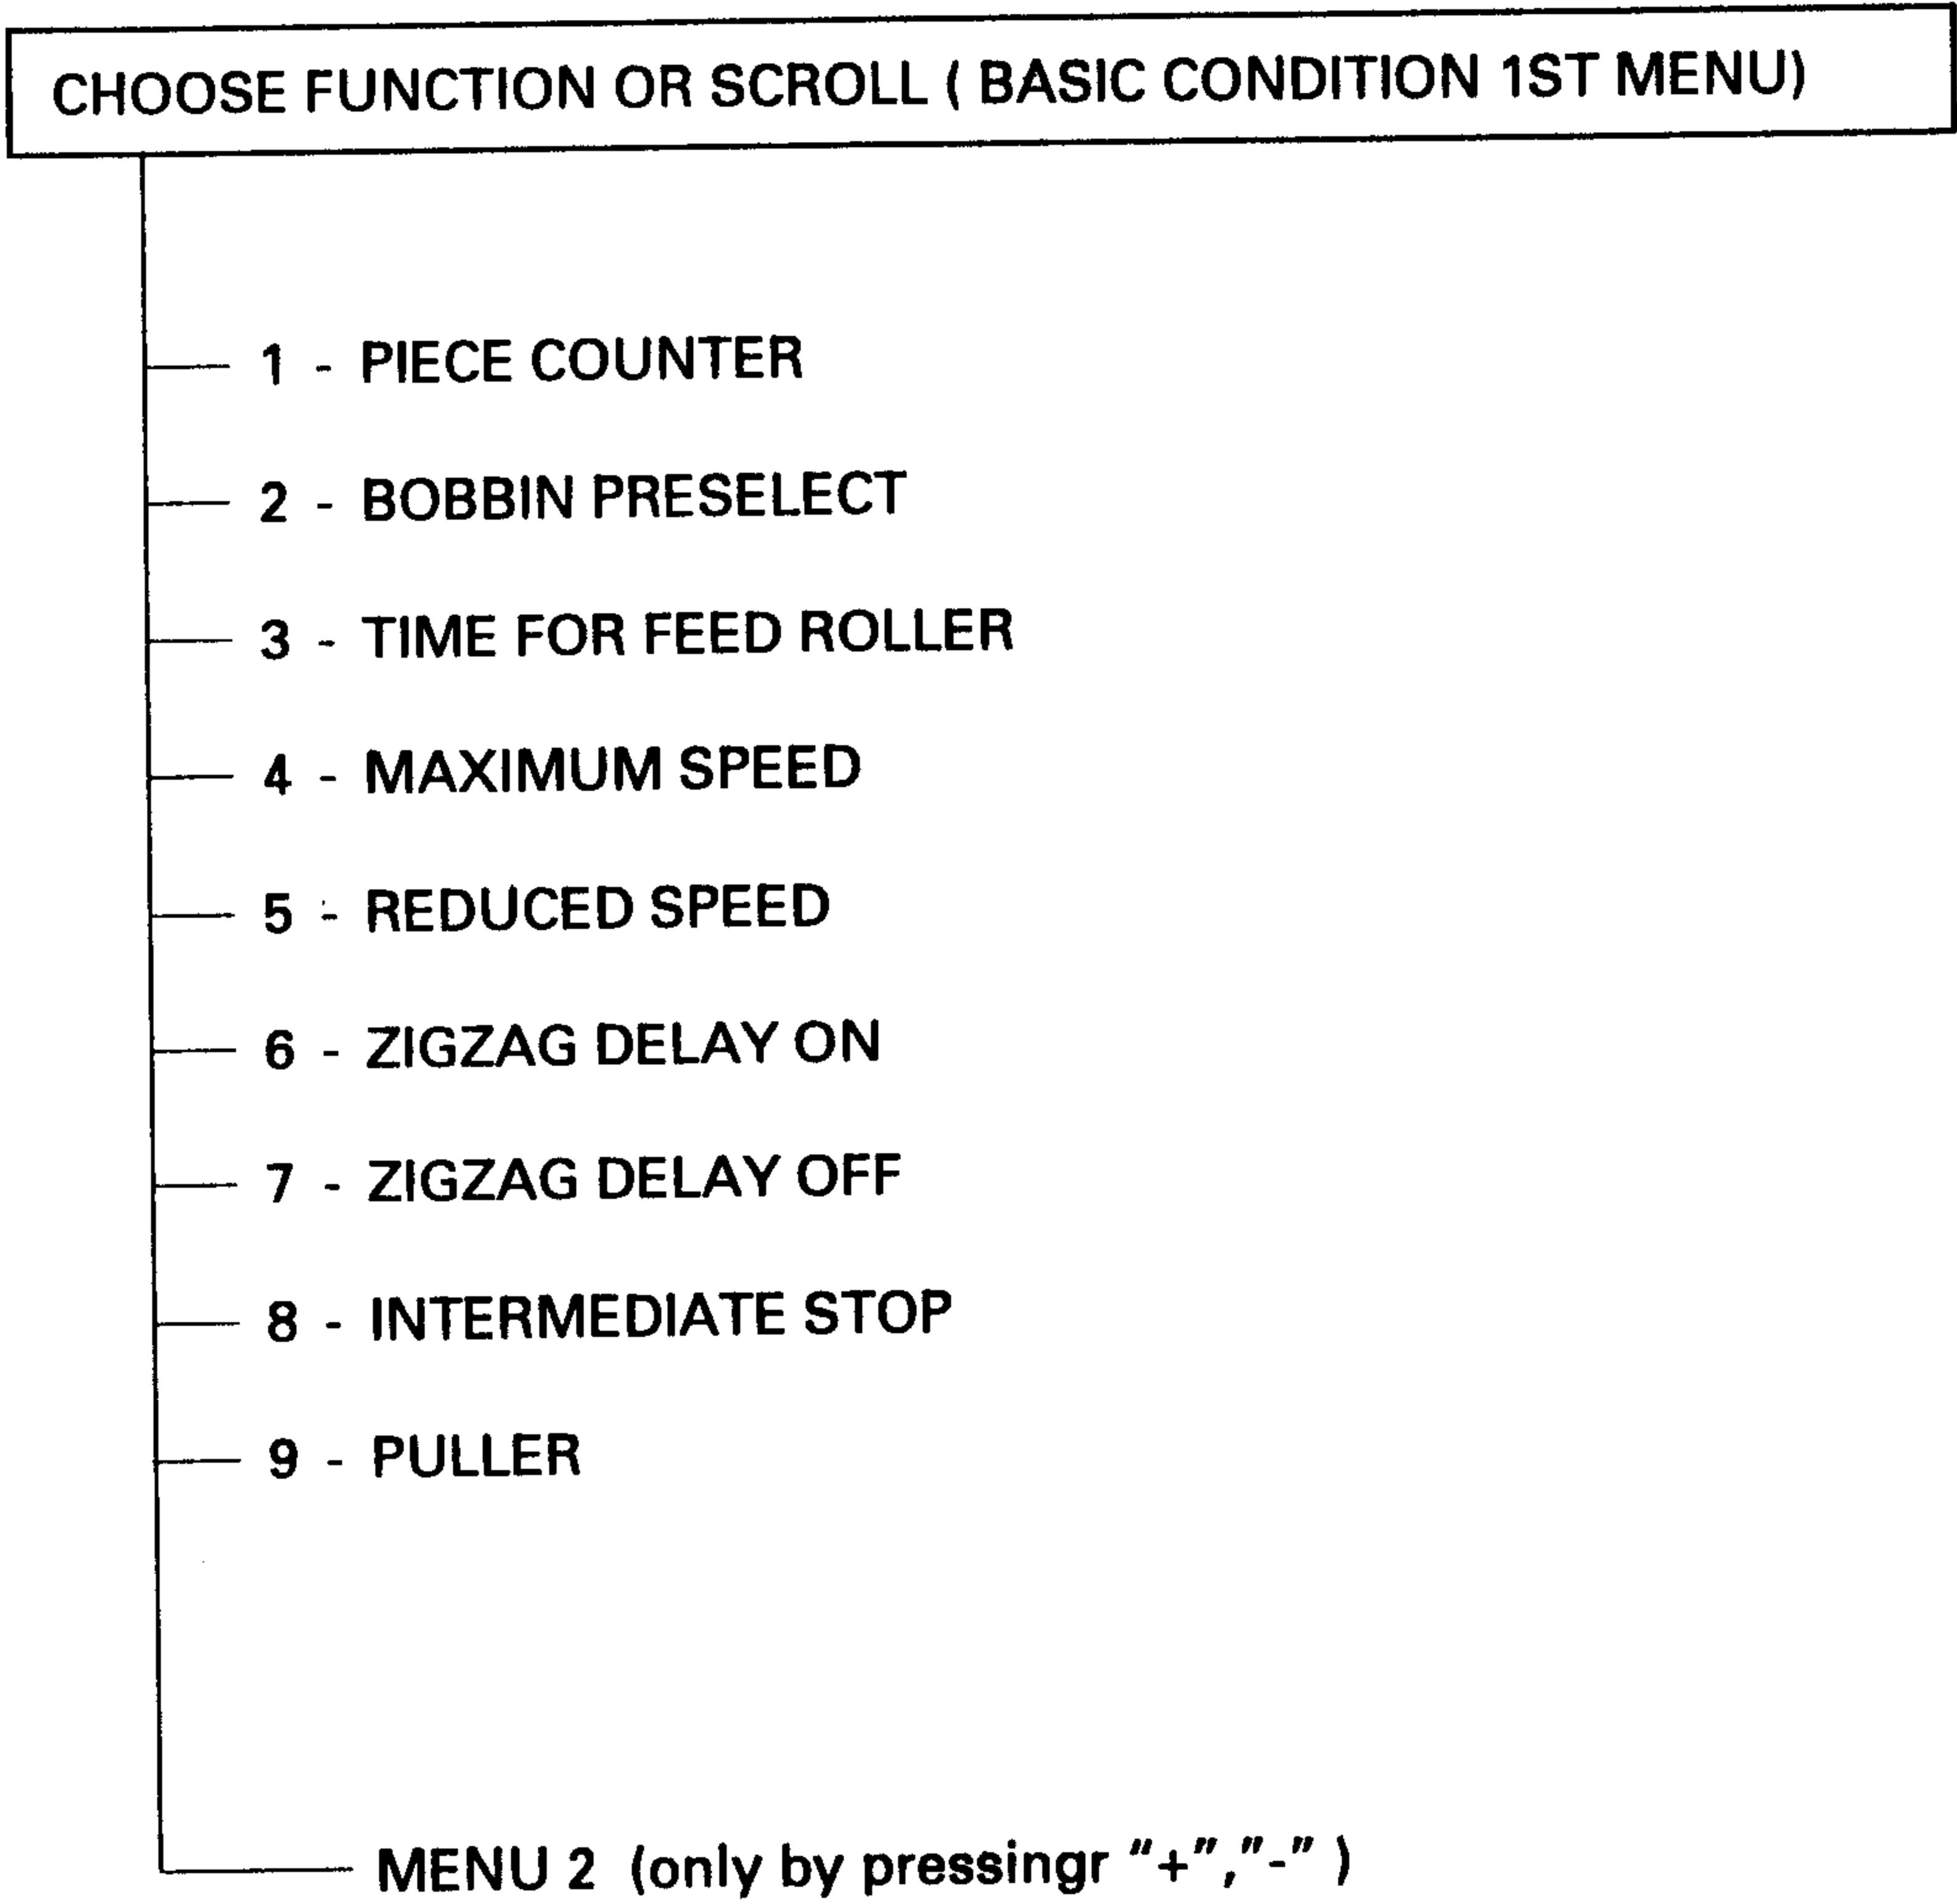 CHOOSE FUNCTION OR SCROLL ( BASIC CONDITION 1ST MENU)
1 - PIECE COUNTER
2 - BOBBIN PRESELECT
3 - TIME FOR FEED ROLLER
4 - MAXIMUM SPEED
5 - REDUCED SPEED
6 - ZIGZAG DELAY ON
7 - ZIGZAG DELAY OFF
8 - INTERMEDIATE STOP
9 - PULLER
MENU 2 (only by pressingr "+","-" )